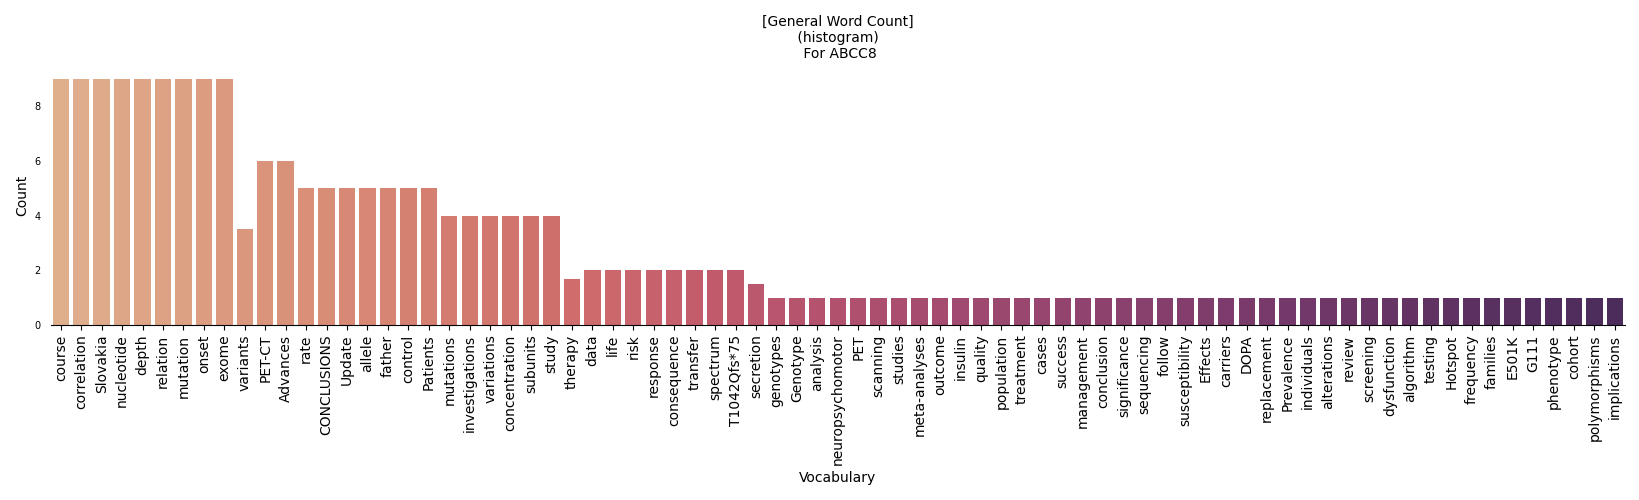 [General Word Count]
(histogram)
For ABCC8
Count
8
6
4
2
0
course
correlation
Slovakia
nucleotide
depth
relation
mutation
onset
exome
variants
PET-CT
Advances
rate
CONCLUSIONS
Update
allele
father
control
Patients
mutations
investigations
variations
concentration
subunits
study
therapy
data
life
risk
response
consequence
transfer
spectrum
T1042Qfs*75
secretion
genotypes
Genotype
analysis
neuropsychomotor
PET
scanning
studies
meta-analyses
outcome
insulin
quality
population
treatment
cases
success
management
conclusion
significance
sequencing
follow
susceptibility
Effects
carriers
DOPA
replacement
Prevalence
individuals
alterations
review
screening
dysfunction
algorithm
testing
Hotspot
frequency
families
E501K
G111
phenotype
cohort
polymorphisms
implications
Vocabulary